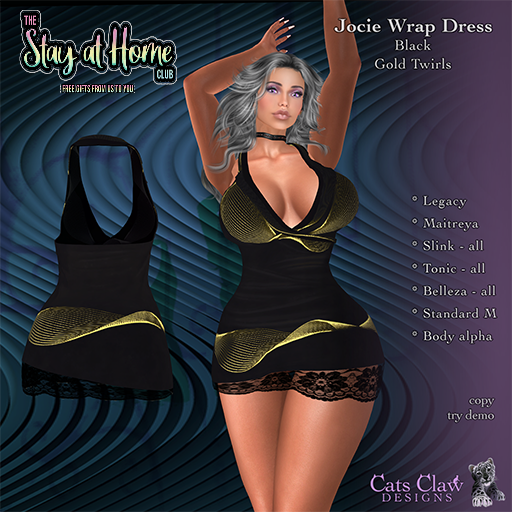 THE
Stay at Home
CLUB
[ FREE GIFTS FROM US TO YOU ]
Jocie Wrap Dress
Black
Gold Twirls
° Legacy
° Maitreya
° Slink - all
° Tonic - all
° Belleza - all
° Standard M
° Body alpha
copy
try demo
Cats Claw
DESIGNS